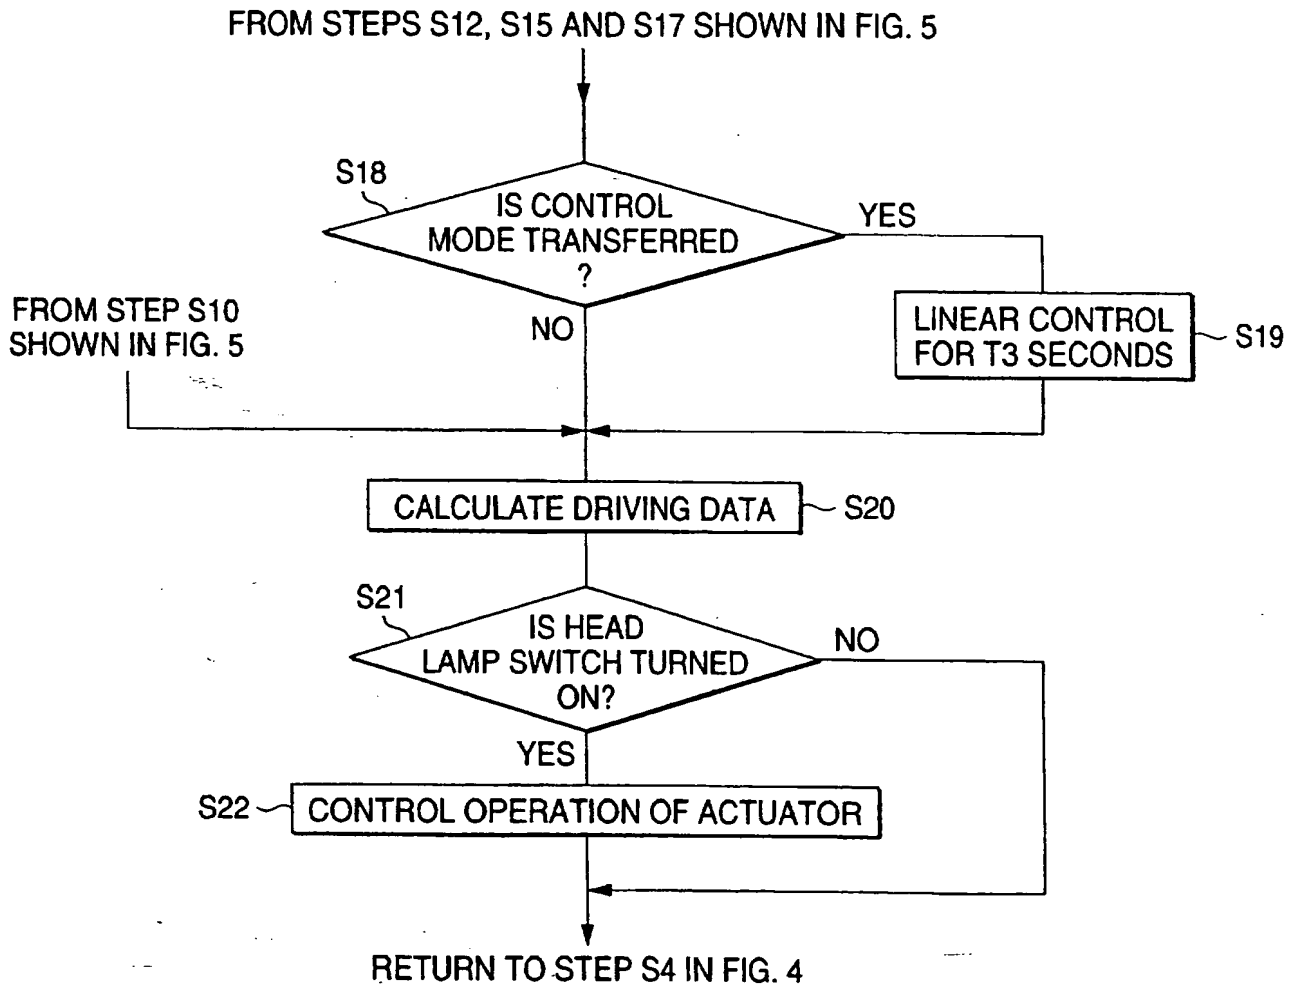 FROM STEPS S12, S15 AND S17 SHOWN IN FIG. 5
S18
IS CONTROL
MODE TRANSFERRED
?
YES
NO
FROM STEP S10
SHOWN IN FIG. 5
LINEAR CONTROL
FOR T3 SECONDS
S19
CALCULATE DRIVING DATA
S20
S21
IS HEAD
LAMP SWITCH TURNED
ON?
NO
YES
S22
CONTROL OPERATION OF ACTUATOR
RETURN TO STEP S4 IN FIG. 4